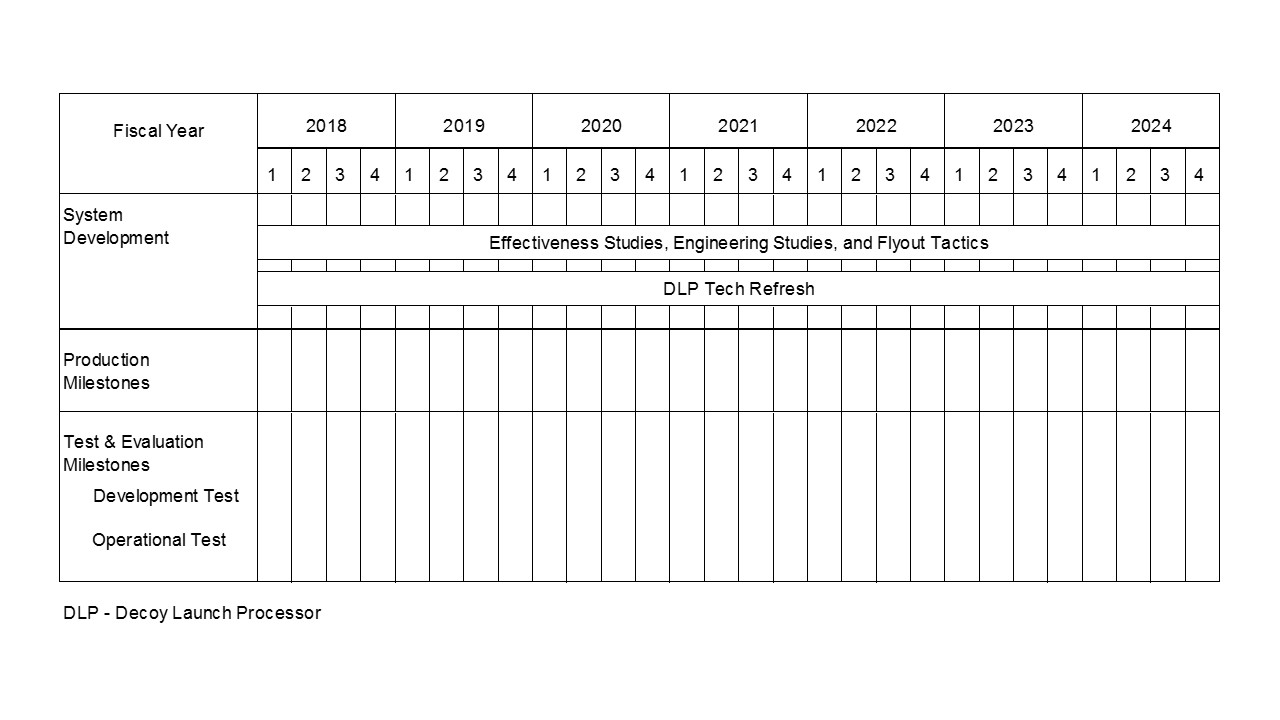 Fiscal Year
2018 2019 2020 2021 2022 2023 2024
1 2 3 4 1 2 3 4 1 2 3 4 1 2 3 4 1 2 3 4 1 2 3 4 1 2 3 4
System
Development
Effectiveness Studies, Engineering Studies, and Flyout Tactics
DLP Tech Refresh
Production
Milestones
Test & Evaluation
Milestones
Development Test
Operational Test
DLP - Decoy Launch Processor